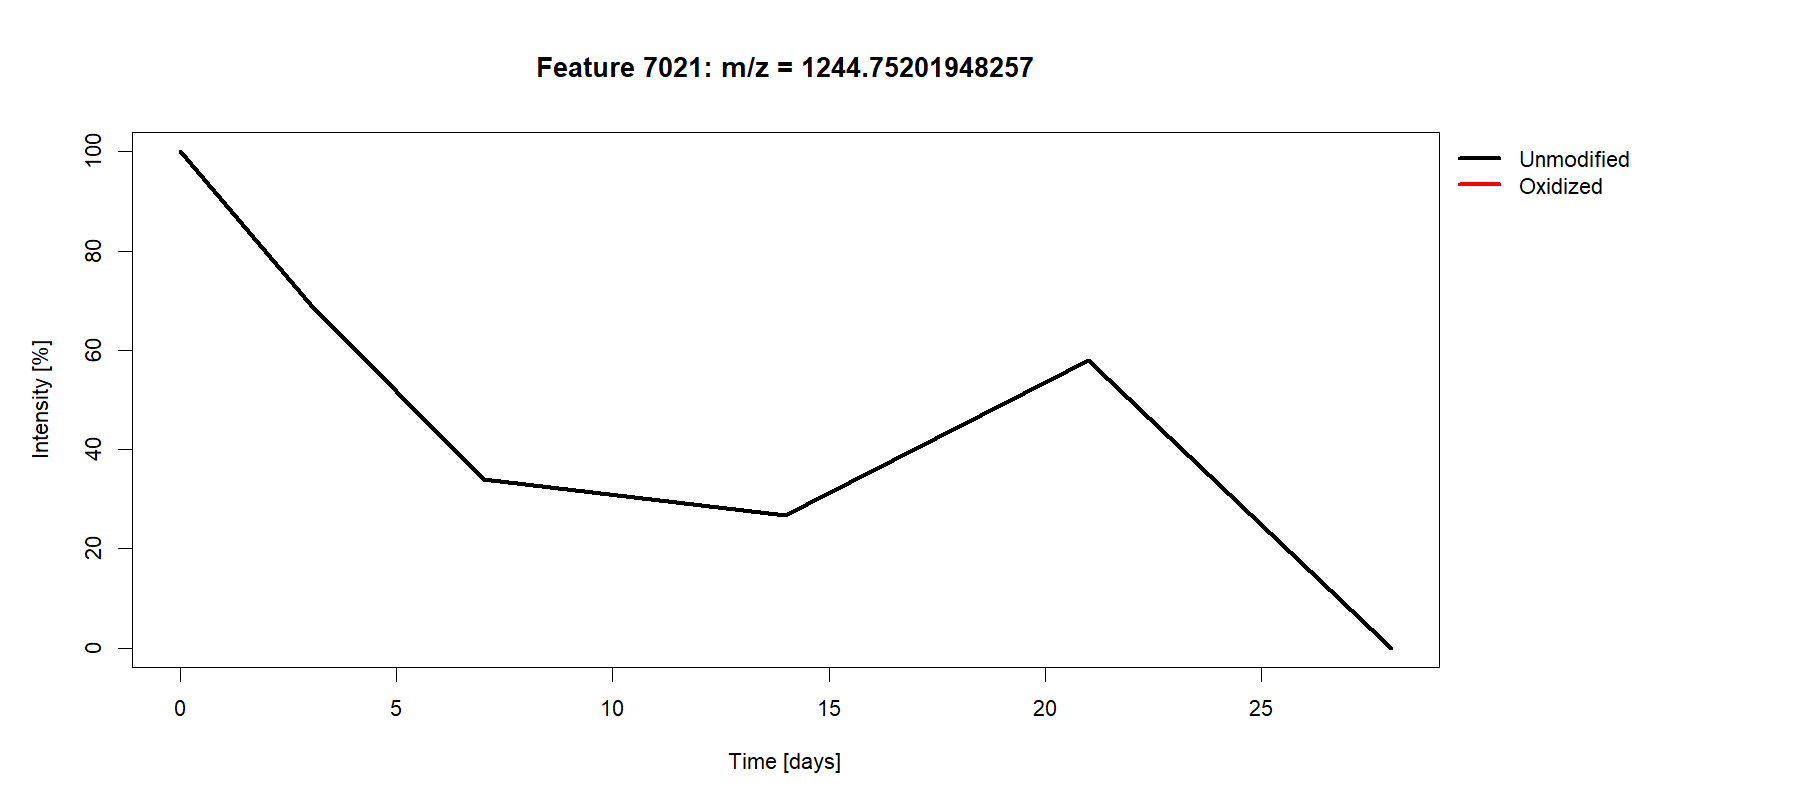 Feature 7021: m/z = 1244.75201948257
Unmodified
Oxidized
Intensity [%]
100
80
60
40
20
0
0 5 10 15 20 25
Time [days]